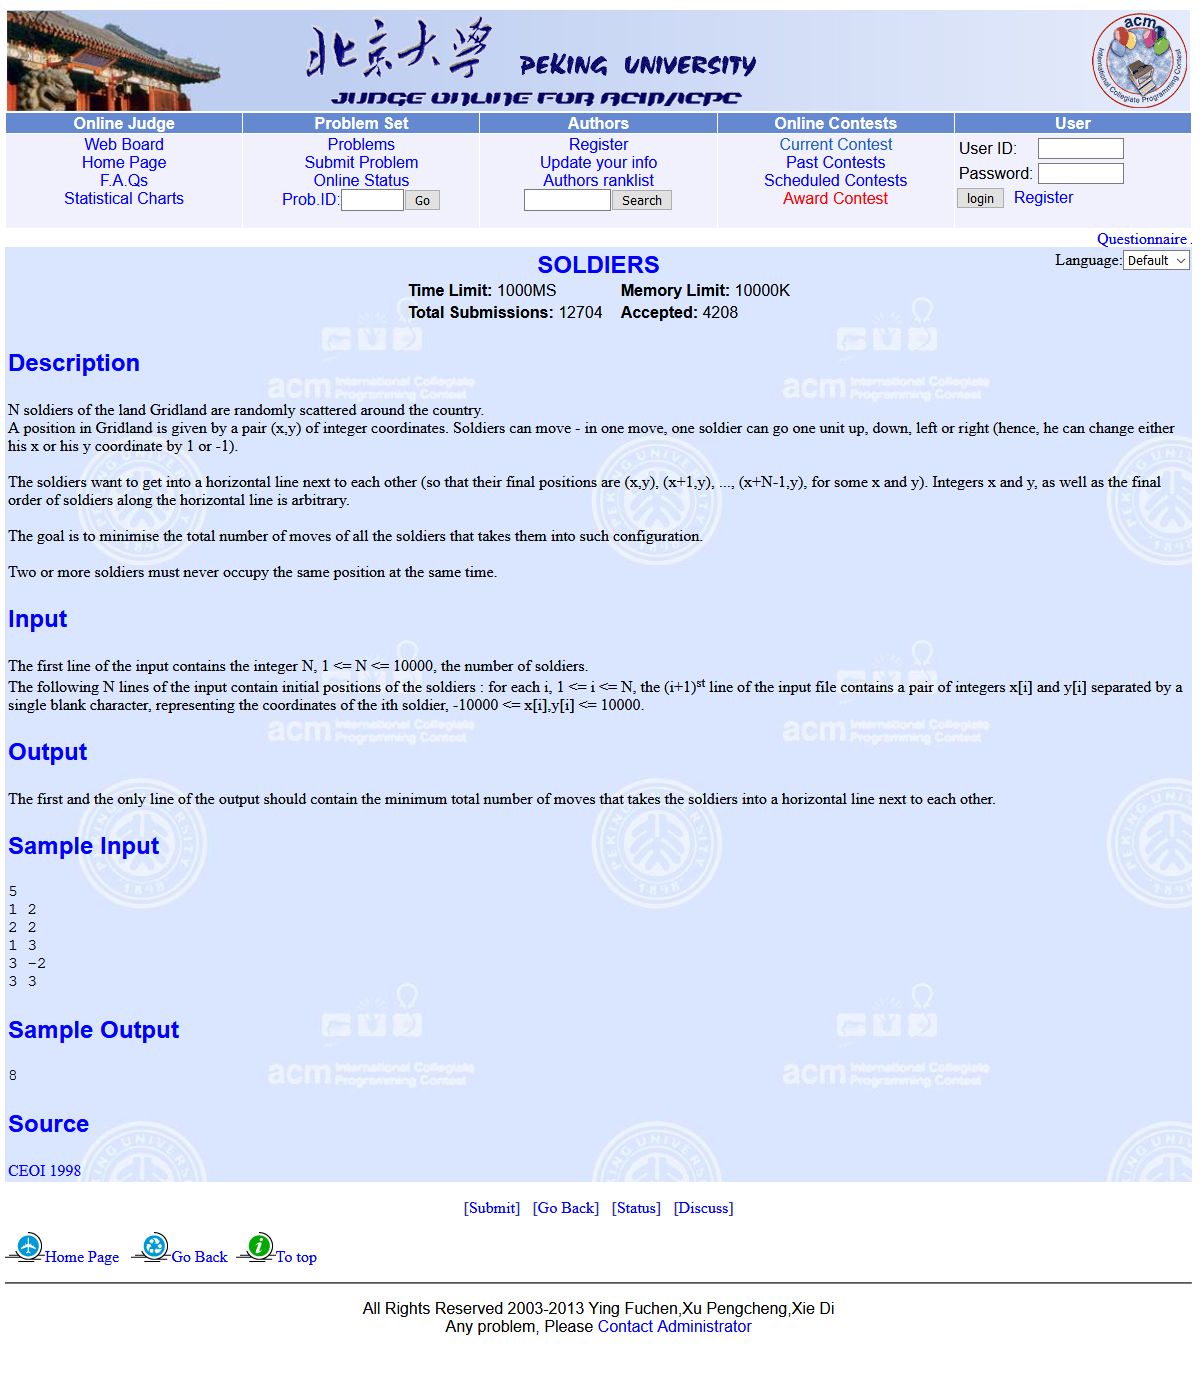 北京大學 PEKING UNIVERSITY
JUDGE ONLINE FOR ACM/ICPC
acm
International Collegiate Programming Contest
Online Judge Problem Set Authors Online Contests User
Web Board Problems Register Current Contest User ID:
Home Page Submit Problem Update your info Past Contests
F.A.Qs Online Status Authors ranklist Scheduled Contests Password:
Statistical Charts Prob.ID: Go Search Award Contest login Register
Questionnaire .
Language: Default
SOLDIERS
Time Limit: 1000MS Memory Limit: 10000K
Total Submissions: 12704 Accepted: 4208
Description
N soldiers of the land Gridland are randomly scattered around the country.
A position in Gridland is given by a pair (x,y) of integer coordinates. Soldiers can move - in one move, one soldier can go one unit up, down, left or right (hence, he can change either
his x or his y coordinate by 1 or -1).
The soldiers want to get into a horizontal line next to each other (so that their final positions are (x,y), (x+1,y), ..., (x+N-1,y), for some x and y). Integers x and y, as well as the final
order of soldiers along the horizontal line is arbitrary.
The goal is to minimise the total number of moves of all the soldiers that takes them into such configuration.
Two or more soldiers must never occupy the same position at the same time.
Input
The first line of the input contains the integer N, 1 <= N <= 10000, the number of soldiers.
The following N lines of the input contain initial positions of the soldiers : for each i, 1 <= i <= N, the (i+1)st line of the input file contains a pair of integers x[i] and y[i] separated by a
single blank character, representing the coordinates of the ith soldier, -10000 <= x[i],y[i] <= 10000.
Output
The first and the only line of the output should contain the minimum total number of moves that takes the soldiers into a horizontal line next to each other.
Sample Input
5
1 2
2 2
1 3
3 -2
3 3
Sample Output
8
Source
CEOI 1998
[Submit] [Go Back] [Status] [Discuss]
Home Page Go Back To top
All Rights Reserved 2003-2013 Ying Fuchen,Xu Pengcheng,Xie Di
Any problem, Please Contact Administrator